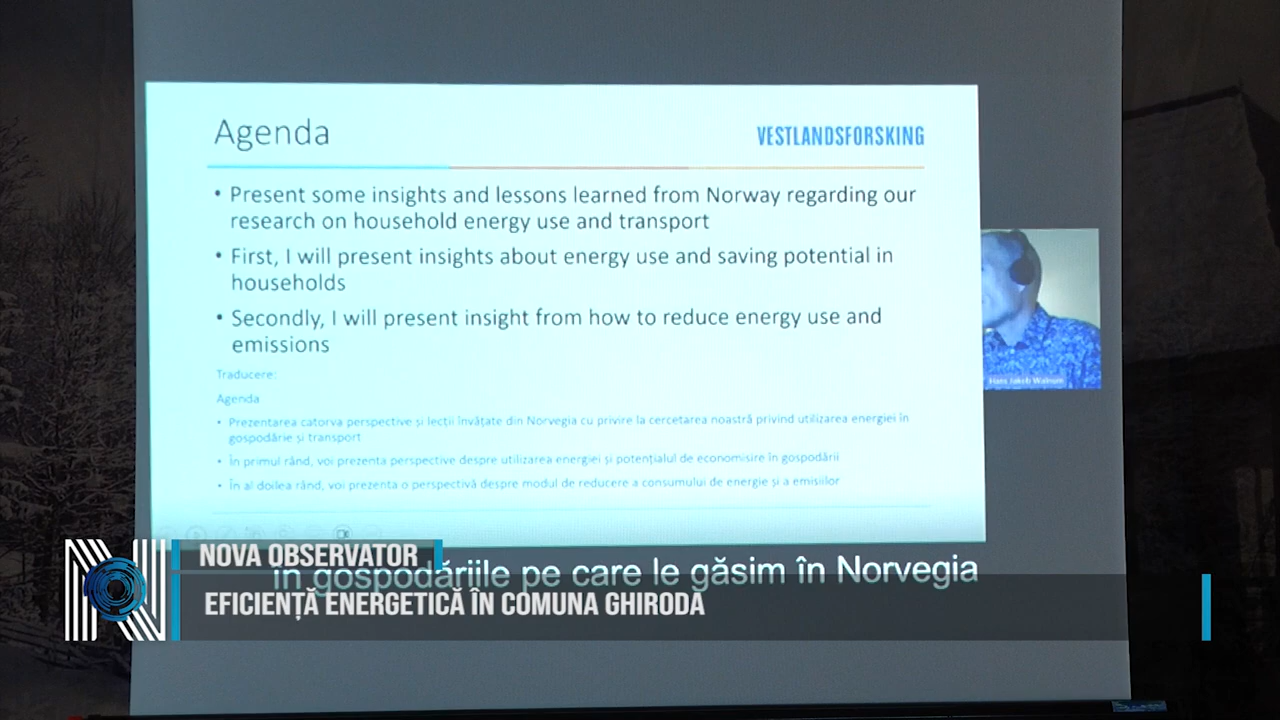 Agenda
VESTLANDSFORSKING
• Present some insights and lessons learned from Norway regarding our
research on household energy use and transport
• First, I will present insights about energy use and saving potential in
households
• Secondly, I will present insight from how to reduce energy use and
emissions
Traducere:
Agenda
• Prezentarea catorva perspective și lecții învățate din Norvegia cu privire la cercetarea noastră privind utilizarea energiei în
gospodărie și transport
• În primul rând, voi prezenta perspective despre utilizarea energiei și potențialul de economisire în gospodării
• În al doilea rând, voi prezenta o perspectivă despre modul de reducere a consumului de energie și a emisiilor
Hans Jakob Walnum
NOVA OBSERVATOR
în gospodăriile pe care le găsim în Norvegia
EFICIENȚĂ ENERGETICĂ ÎN COMUNA GHIRODA